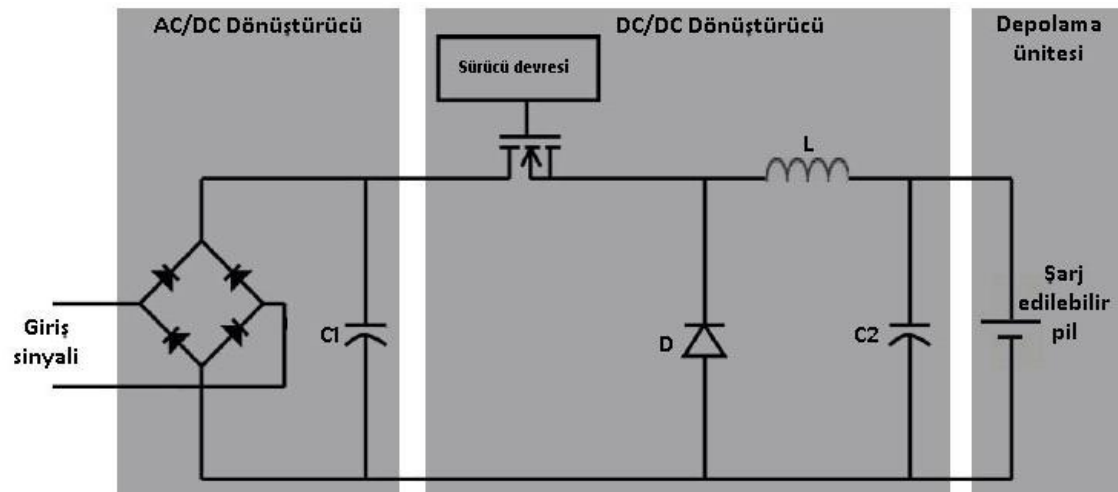 AC/DC Dönüştürücü
DC/DC Dönüştürücü
Depolama
ünitesi
Sürücü devresi
L
Giriş
sinyali
C1
D
C2
Şarj
edilebilir
pil